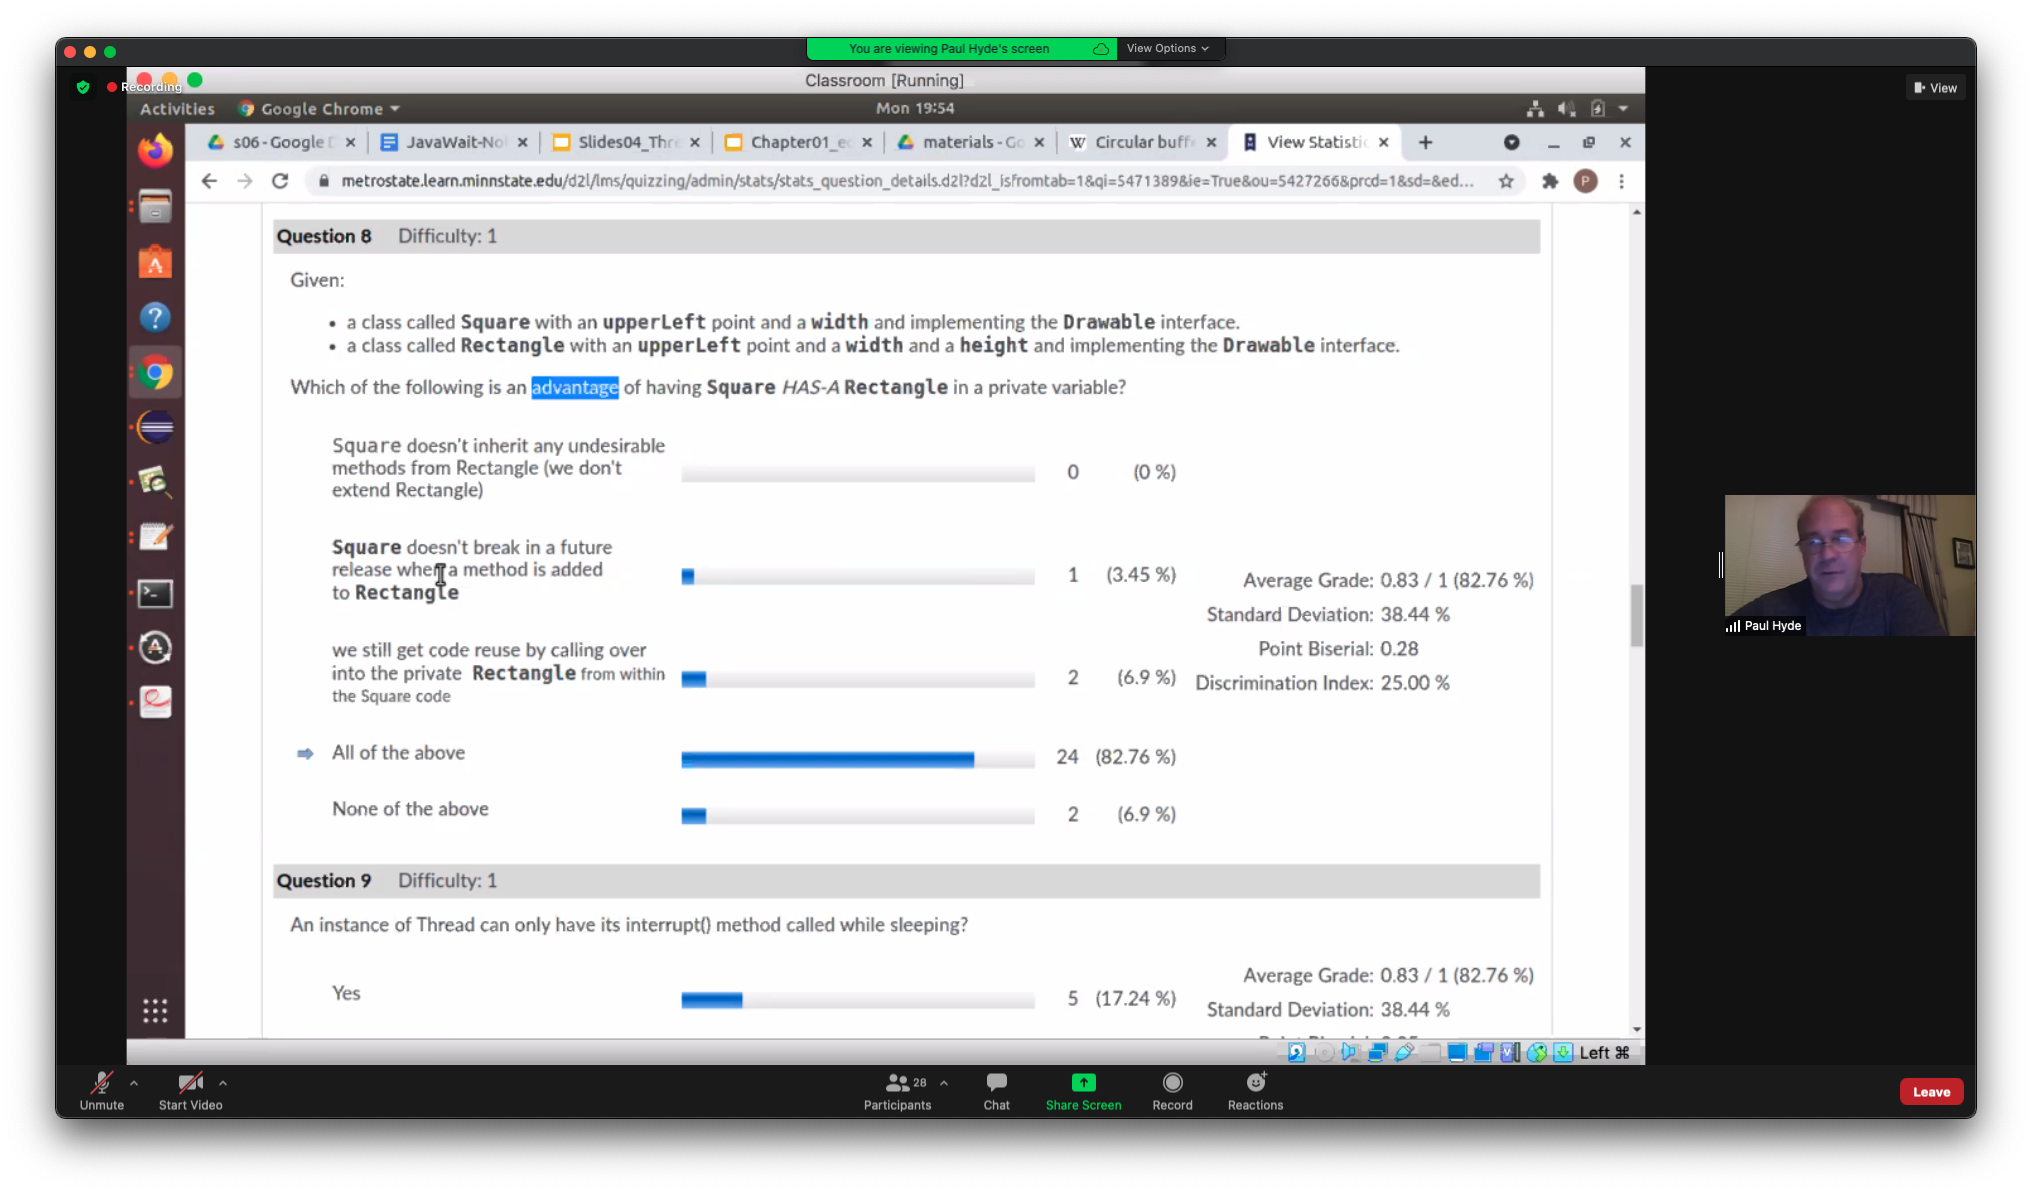 You are viewing Paul Hyde's screen
View Options
Recording
Classroom [Running]
View
Activities
Google Chrome
Mon 19:54
s06 - Google
JavaWait-No
Slides04_Thr
Chapter01_e
materials - Go
Circular buff
View Statistic
metrostate.learn.minnstate.edu/d2l/lms/quizzing/admin/stats/stats_question_details.d2l?d2l_isfromtab=1&qi=5471389&ie=True&ou=5427266&prcd=1&sd=&ed...
P
Question 8 Difficulty: 1
Given:
• a class called Square with an upperLeft point and a width and implementing the Drawable interface.
• a class called Rectangle with an upperLeft point and a width and a height and implementing the Drawable interface.
Which of the following is an advantage of having Square HAS-A Rectangle in a private variable?
Square doesn't inherit any undesirable
methods from Rectangle (we don't
extend Rectangle)
0 (0 %)
Square doesn't break in a future
release when a method is added
to Rectangle
1 (3.45 %)
we still get code reuse by calling over
into the private Rectangle from within
the Square code
2 (6.9 %)
All of the above
24 (82.76 %)
None of the above
2 (6.9 %)
Average Grade: 0.83 / 1 (82.76 %)
Standard Deviation: 38.44 %
Point Biserial: 0.28
Discrimination Index: 25.00 %
Question 9 Difficulty: 1
An instance of Thread can only have its interrupt() method called while sleeping?
Yes
5 (17.24 %)
Average Grade: 0.83 / 1 (82.76 %)
Standard Deviation: 38.44 %
Paul Hyde
Left ⌘
Unmute
Start Video
28
Participants
Chat
Share Screen
Record
Reactions
Leave